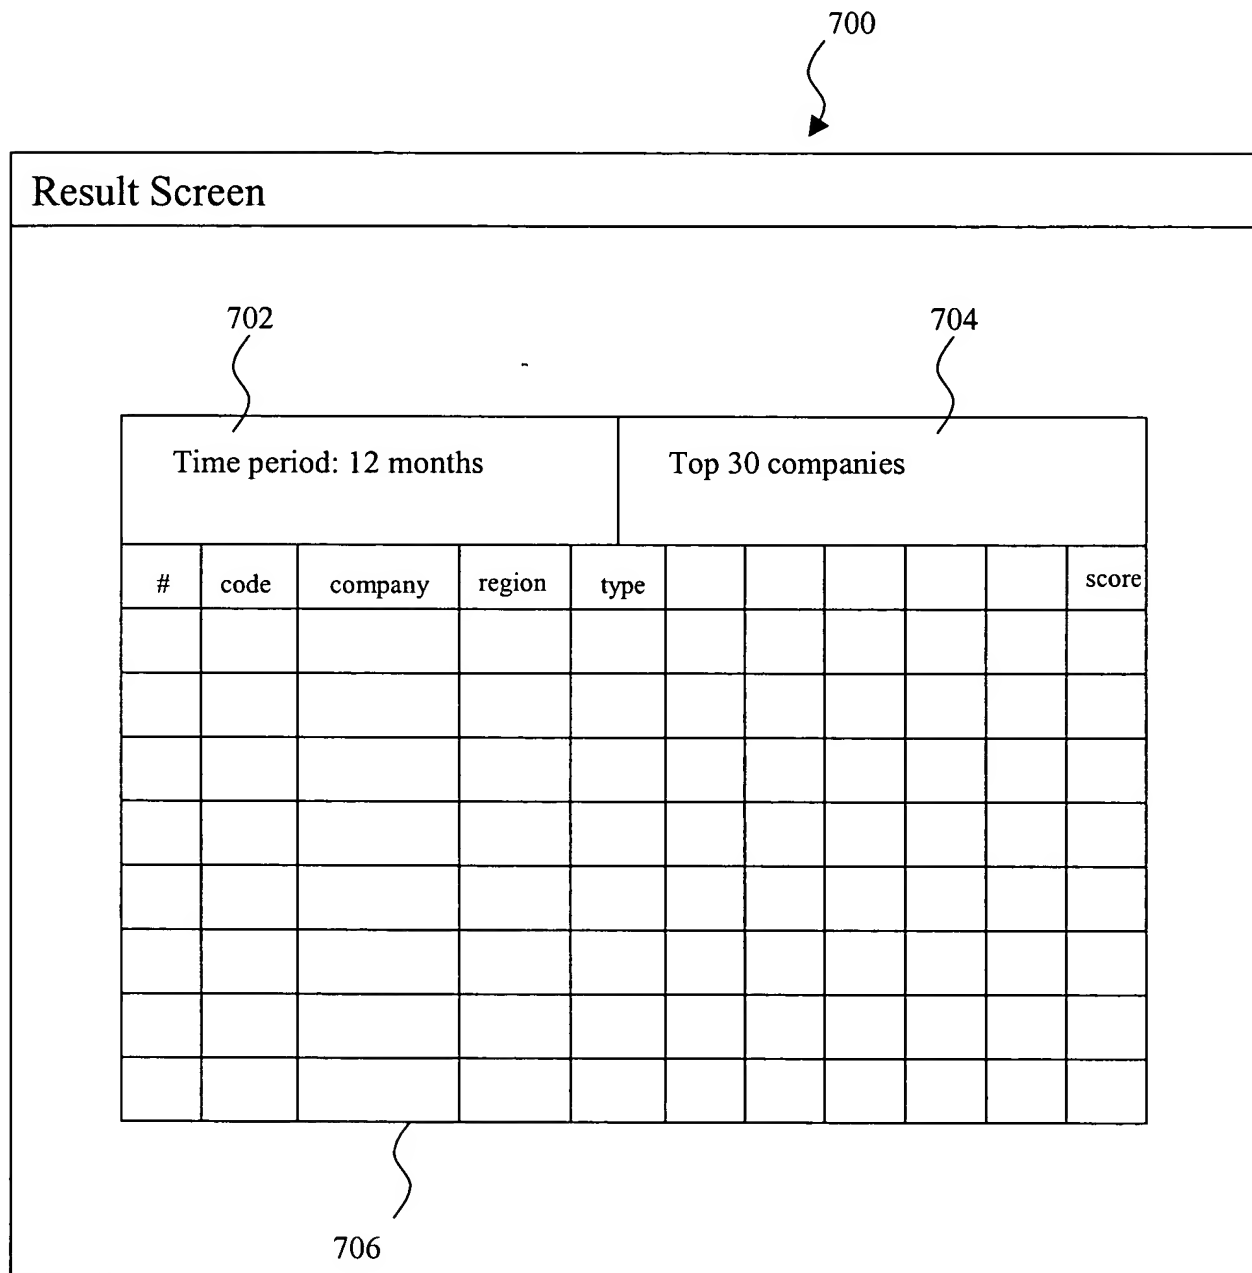 700
Result Screen
702 704
Time period: 12 months Top 30 companies
# code company region type score
706